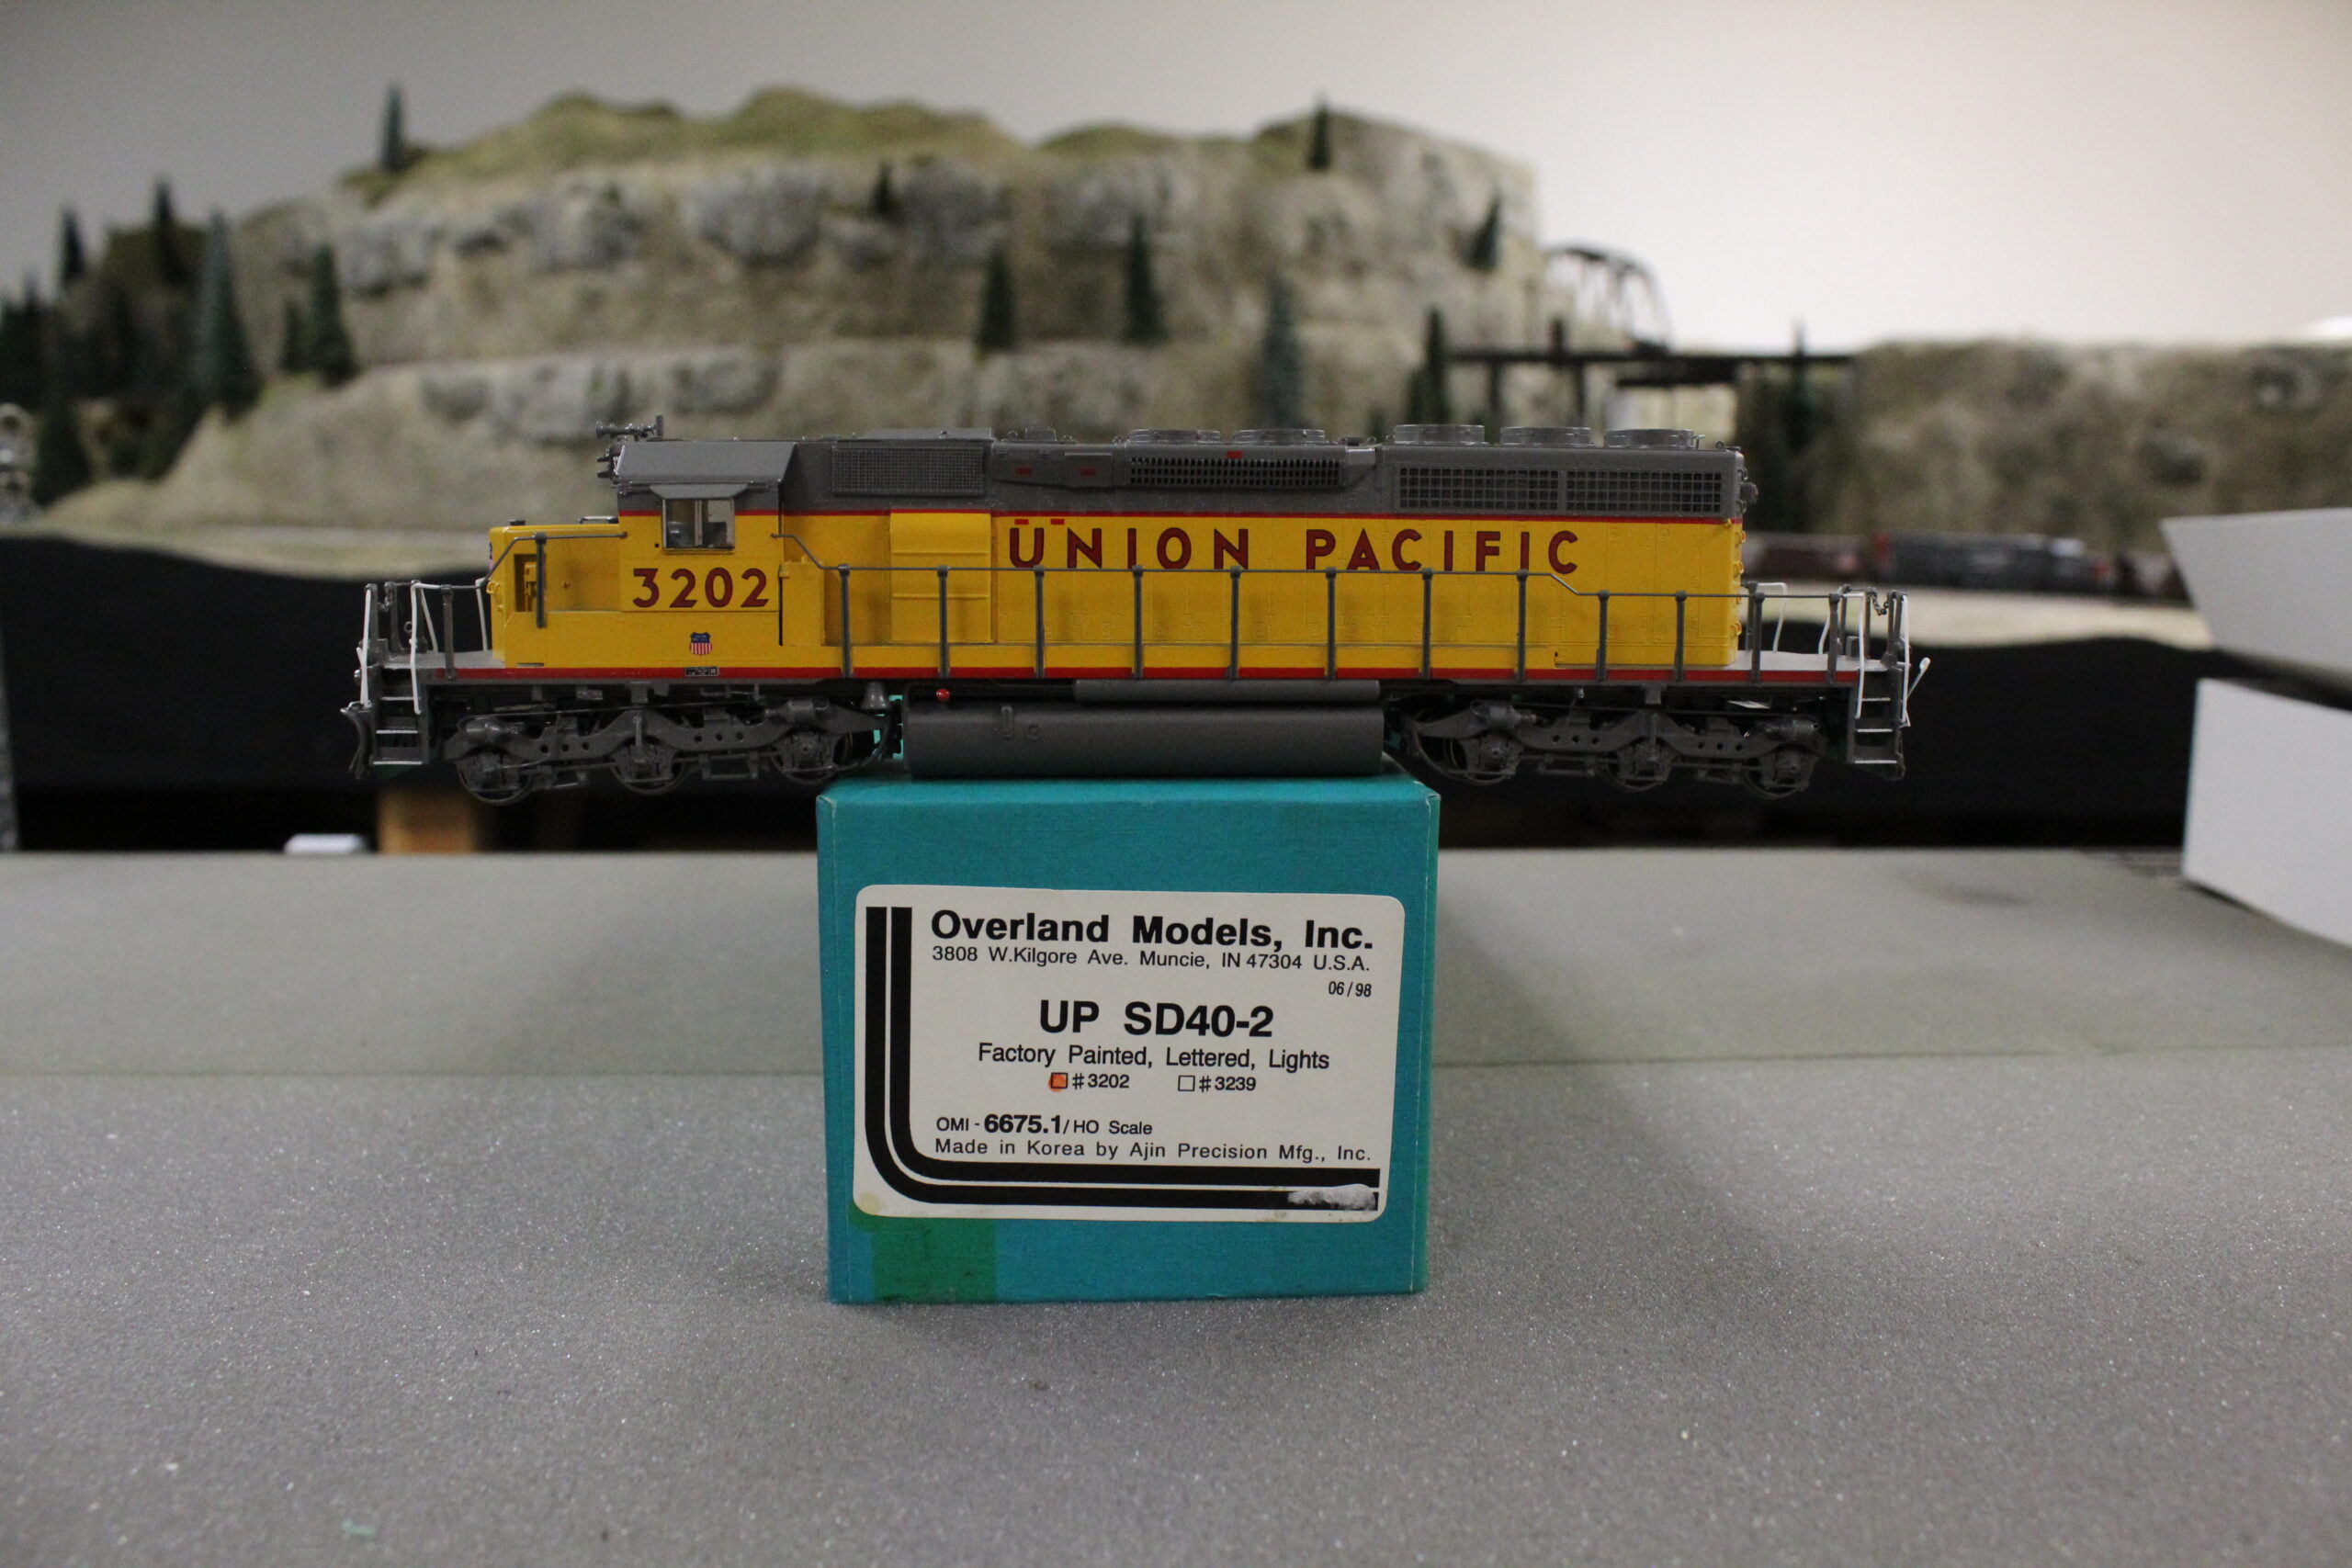 UNION PACIFIC
3202
Overland Models, Inc.
3808 W.Kilgore Ave. Muncie, IN 47304 U.S.A.
06/98
UP SD40-2
Factory Painted, Lettered, Lights
#3202 #3239
OMI-6675.1/HO Scale
Made in Korea by Ajin Precision Mfg., Inc.